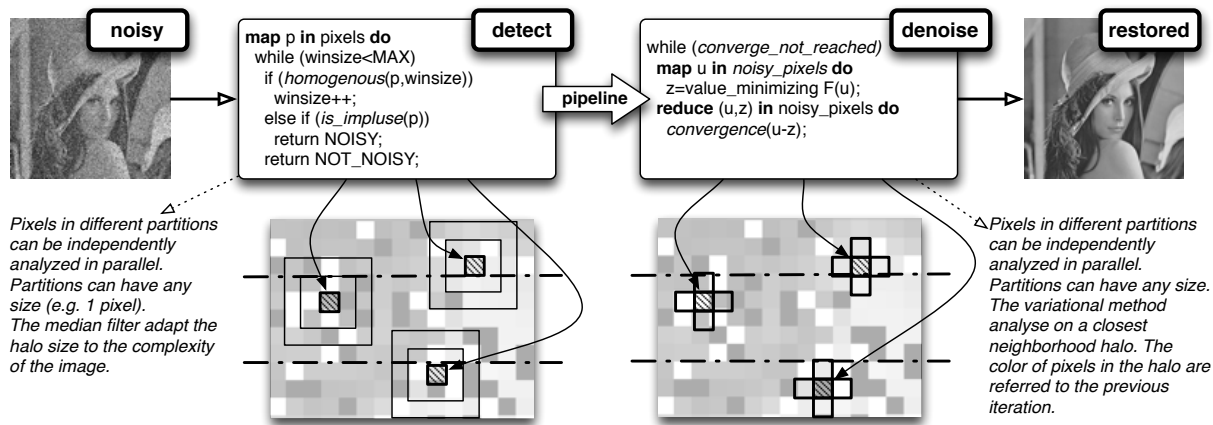 noisy
map p in pixels do
while (winsize<MAX)
if (homogenous(p,winsize))
winsize++;
else if (is_impluse(p))
return NOISY;
return NOT_NOISY;
detect
pipeline
while (converge_not_reached)
map u in noisy_pixels do
z=value_minimizing F(u);
reduce (u,z) in noisy_pixels do
convergence(u-z);
denoise
restored
Pixels in different partitions
can be independently
analyzed in parallel.
Partitions can have any
size (e.g. 1 pixel).
The median filter adapt the
halo size to the complexity
of the image.
Pixels in different partitions
can be independently
analyzed in parallel.
Partitions can have any size.
The variational method
analyse on a closest
neighborhood halo. The
color of pixels in the halo are
referred to the previous
iteration.